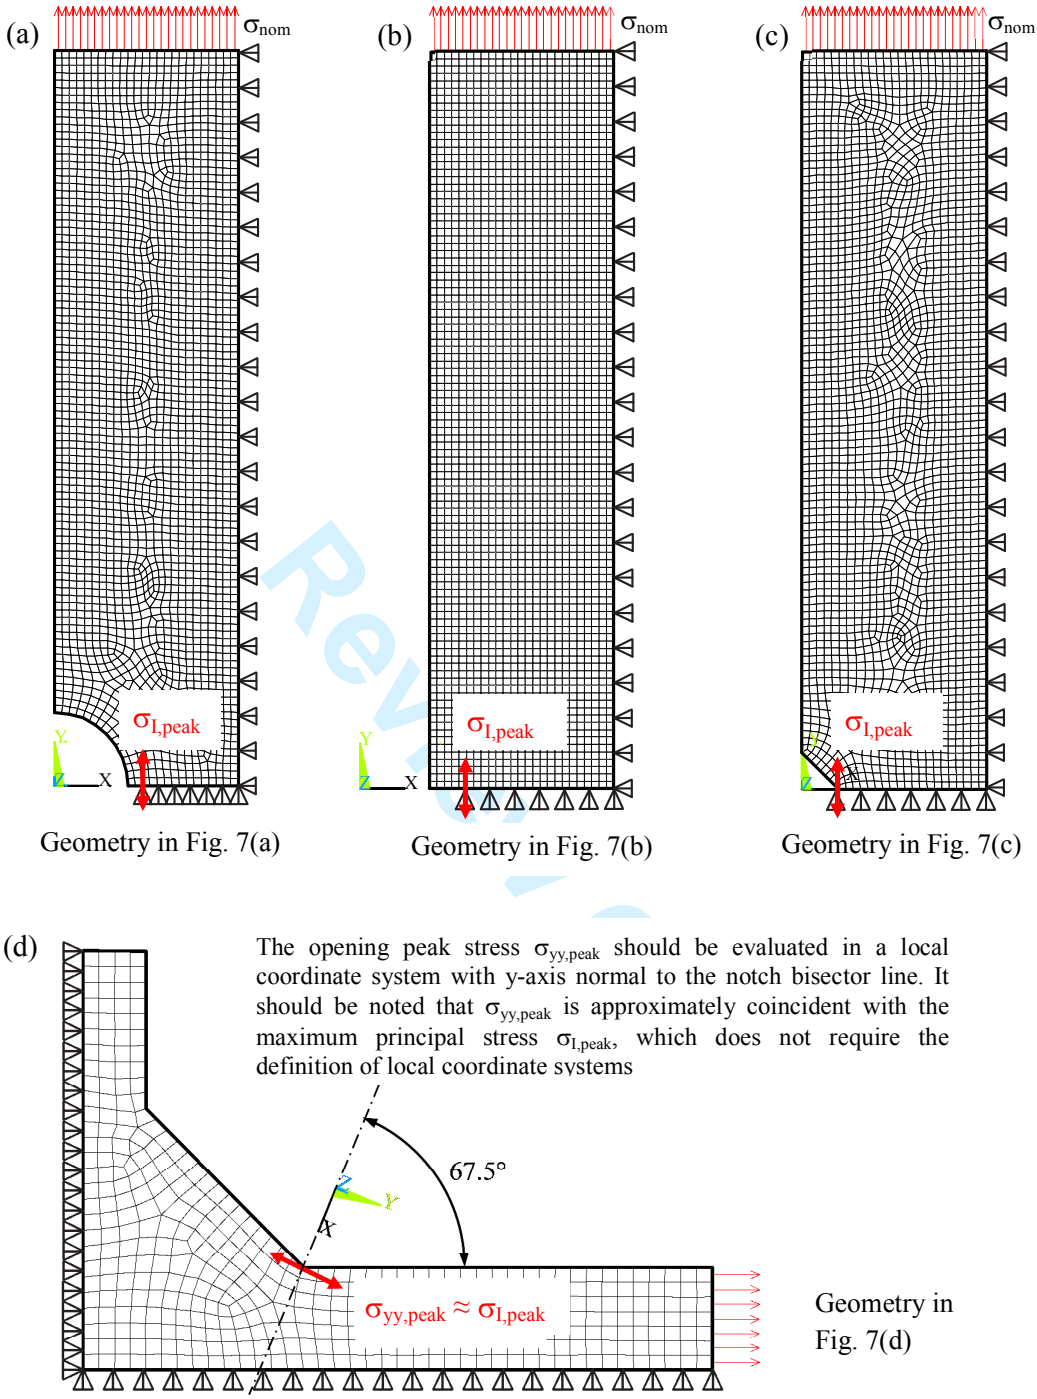 (a)
σnom
(b)
σnom
(c)
σnom
σI,peak
Y
Z
X
σI,peak
Y
Z
X
σI,peak
Y
Z
X
Geometry in Fig. 7(a)
Geometry in Fig. 7(b)
Geometry in Fig. 7(c)
Review
(d)
The opening peak stress σyy,peak should be evaluated in a local
coordinate system with y-axis normal to the notch bisector line. It
should be noted that σyy,peak is approximately coincident with the
maximum principal stress σI,peak, which does not require the
definition of local coordinate systems
67.5°
Z
Y
X
σyy,peak ≈ σI,peak
Geometry in
Fig. 7(d)